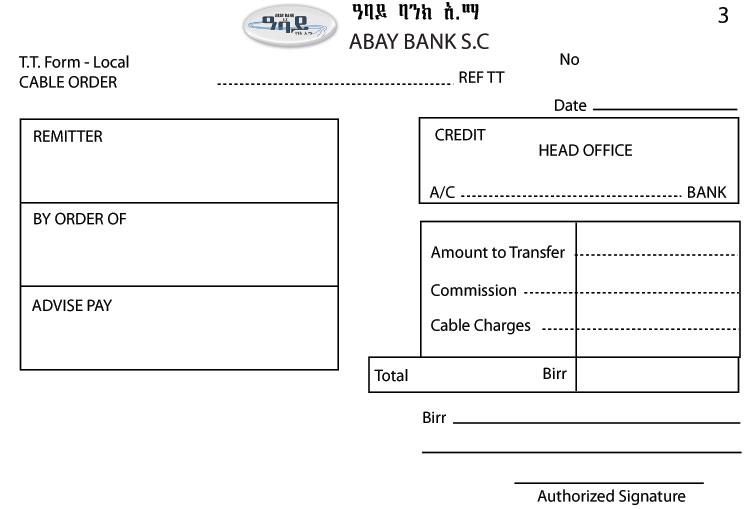 ዓባይ ባንክ አ.ማ
3
ዓባይ
ABAY BANK S.C
T.T. Form - Local
No
CABLE ORDER
REF TT
Date
REMITTER
CREDIT
HEAD OFFICE
A/C
BANK
BY ORDER OF
Amount to Transfer
Commission
ADVISE PAY
Cable Charges
Total
Birr
Birr
Authorized Signature